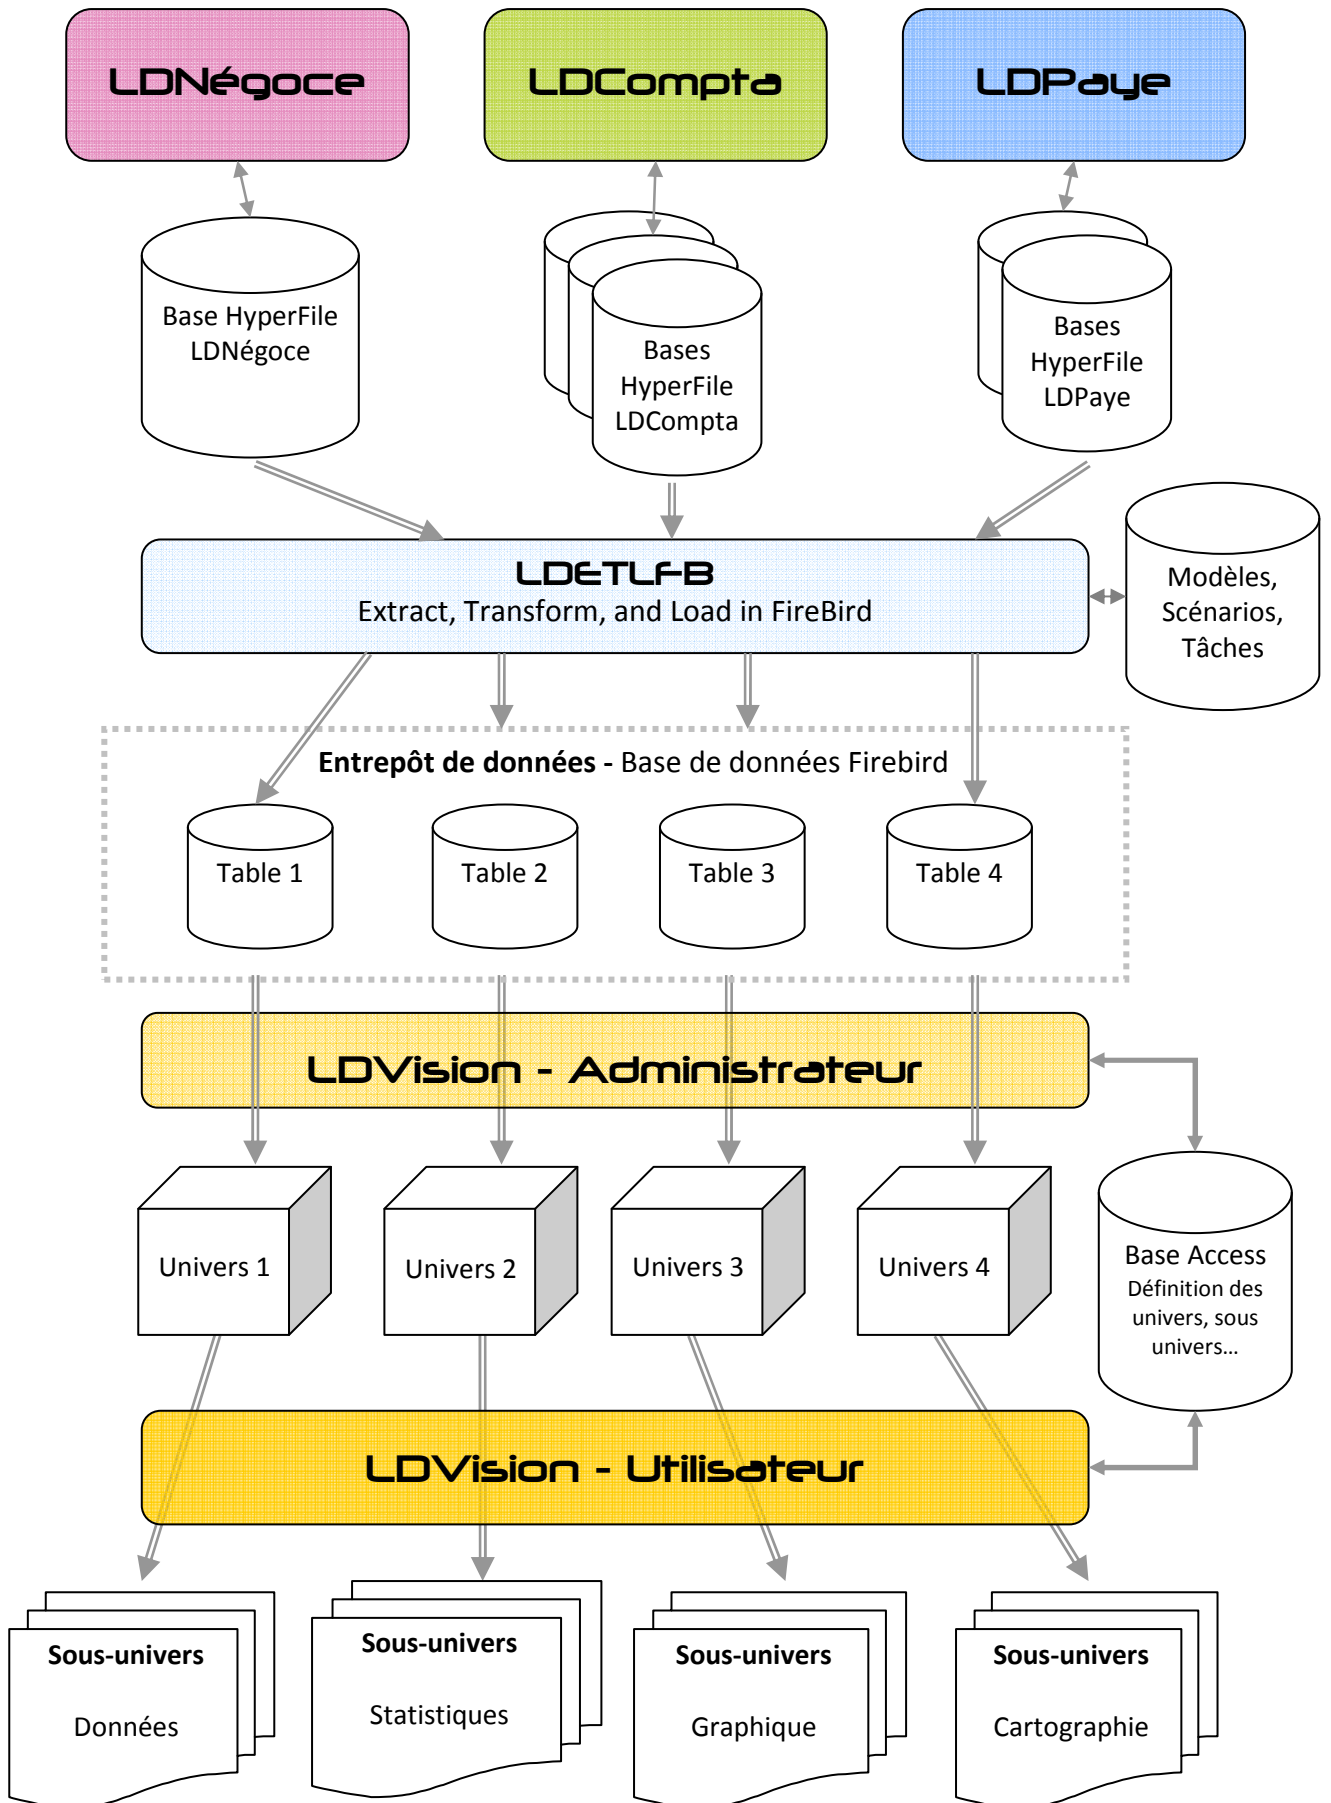 LDNégoce
LDCompta
LDPaye
Base HyperFile
LDNégoce
Bases
HyperFile
LDCompta
Bases
HyperFile
LDPaye
LDETLFB
Extract, Transform, and Load in FireBird
Modèles,
Scénarios,
Tâches
Entrepôt de données - Base de données Firebird
Table 1
Table 2
Table 3
Table 4
LDVision - Administrateur
Univers 1
Univers 2
Univers 3
Univers 4
Base Access
Définition des
univers, sous
univers...
LDVision - Utilisateur
Sous-univers
Données
Sous-univers
Statistiques
Sous-univers
Graphique
Sous-univers
Cartographie